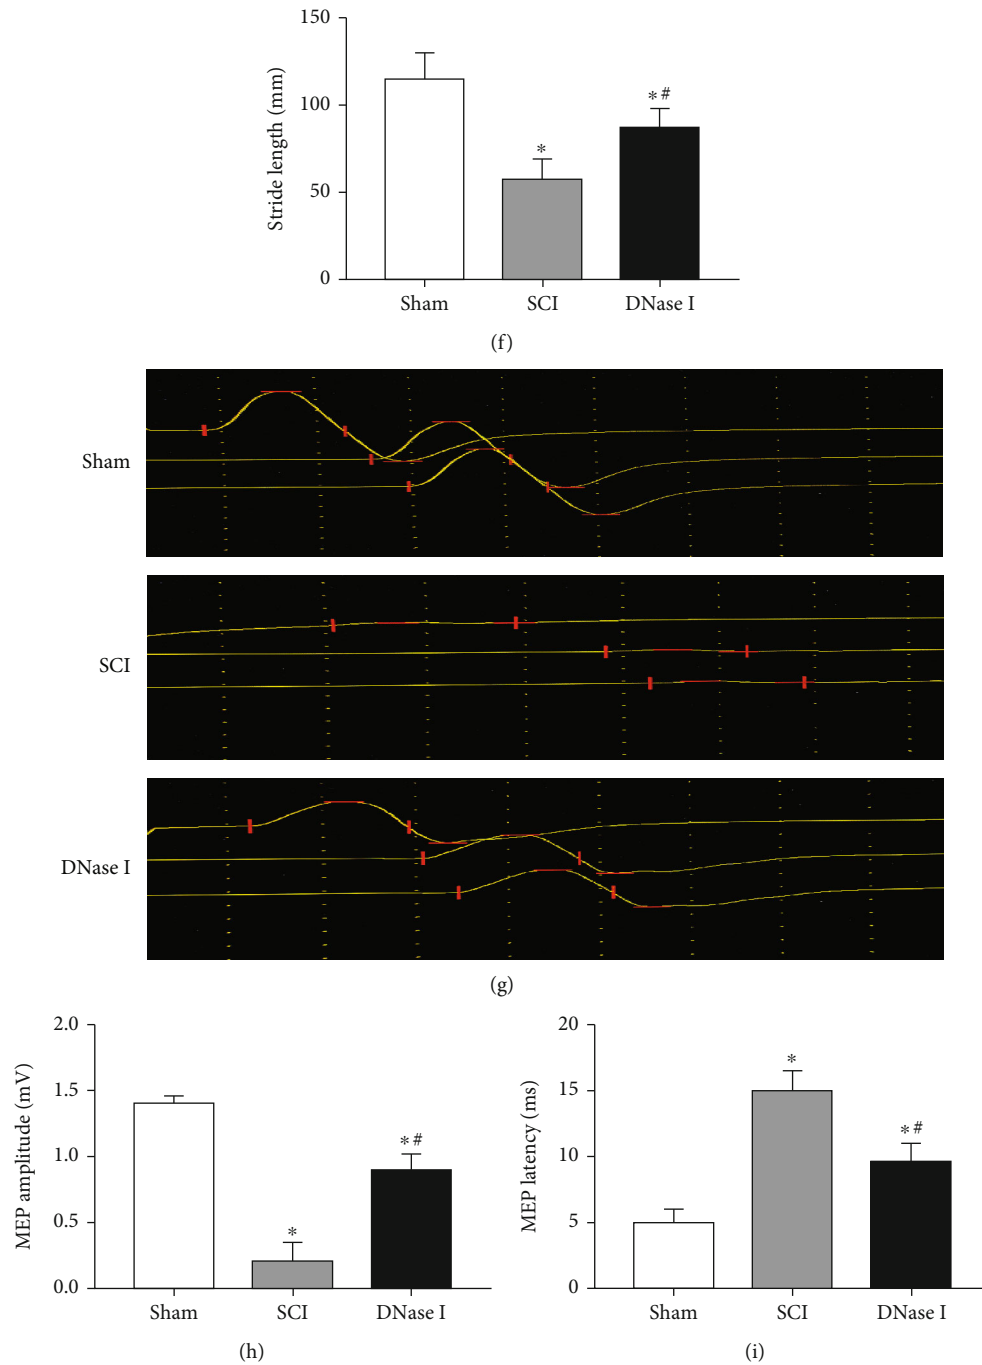 150
100
50
0
Stride length (mm)
*
* #
Sham
SCI
DNase I
(f)
Sham
SCI
DNase I
(g)
2.0
1.5
1.0
0.5
0.0
MEP amplitude (mV)
*
* #
Sham
SCI
DNase I
(h)
20
15
10
5
0
MEP latency (ms)
*
* #
Sham
SCI
DNase I
(i)